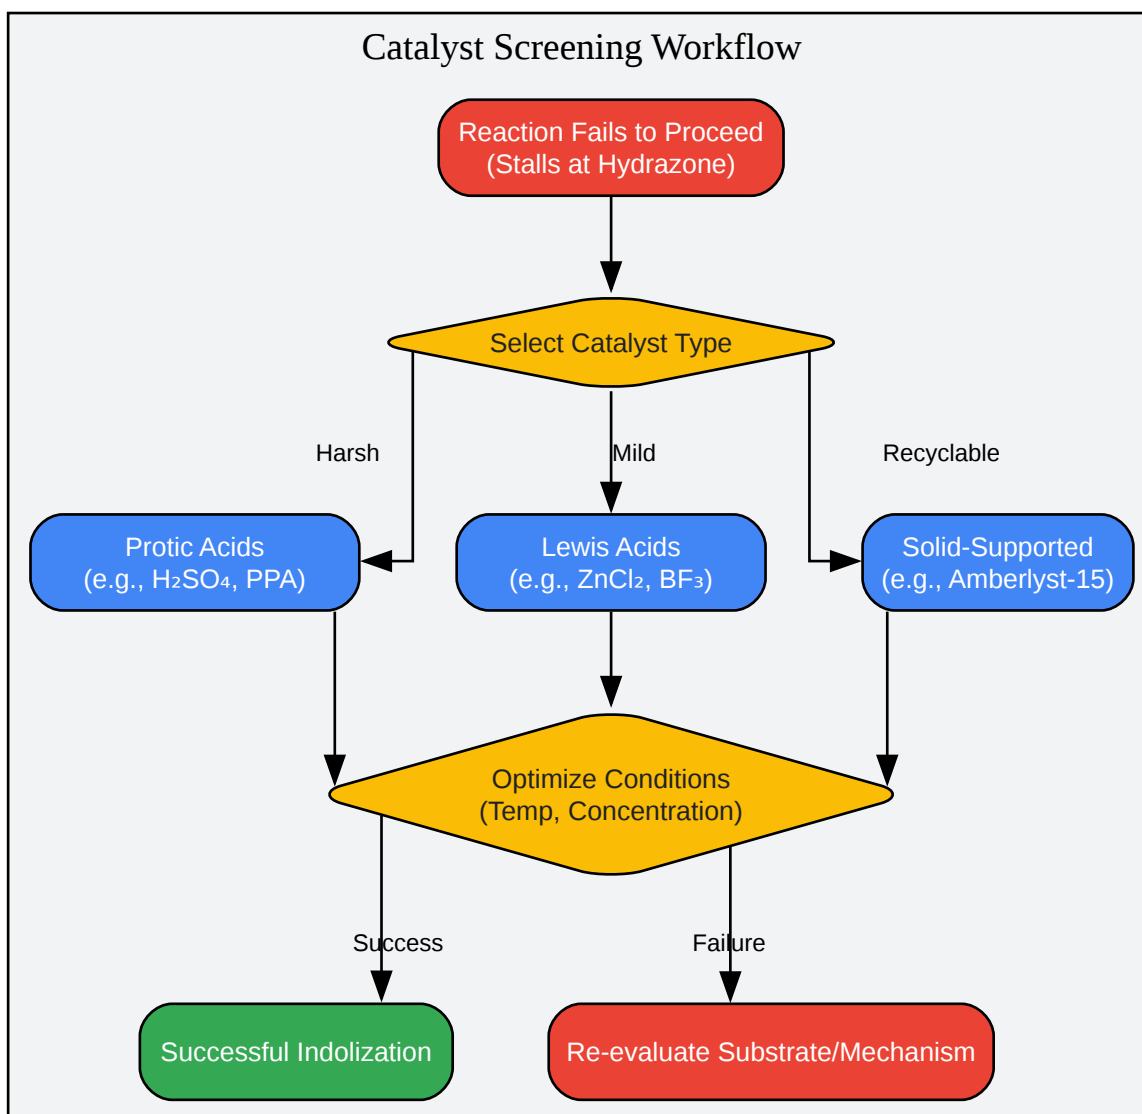 Catalyst Screening Workflow
Reaction Fails to Proceed
(Stalls at Hydrazone)
Select Catalyst Type
Harsh
Mild
Recyclable
Protic Acids
(e.g., H₂SO₄, PPA)
Lewis Acids
(e.g., ZnCl₂, BF₃)
Solid-Supported
(e.g., Amberlyst-15)
Optimize Conditions
(Temp, Concentration)
Success
Failure
Successful Indolization
Re-evaluate Substrate/Mechanism